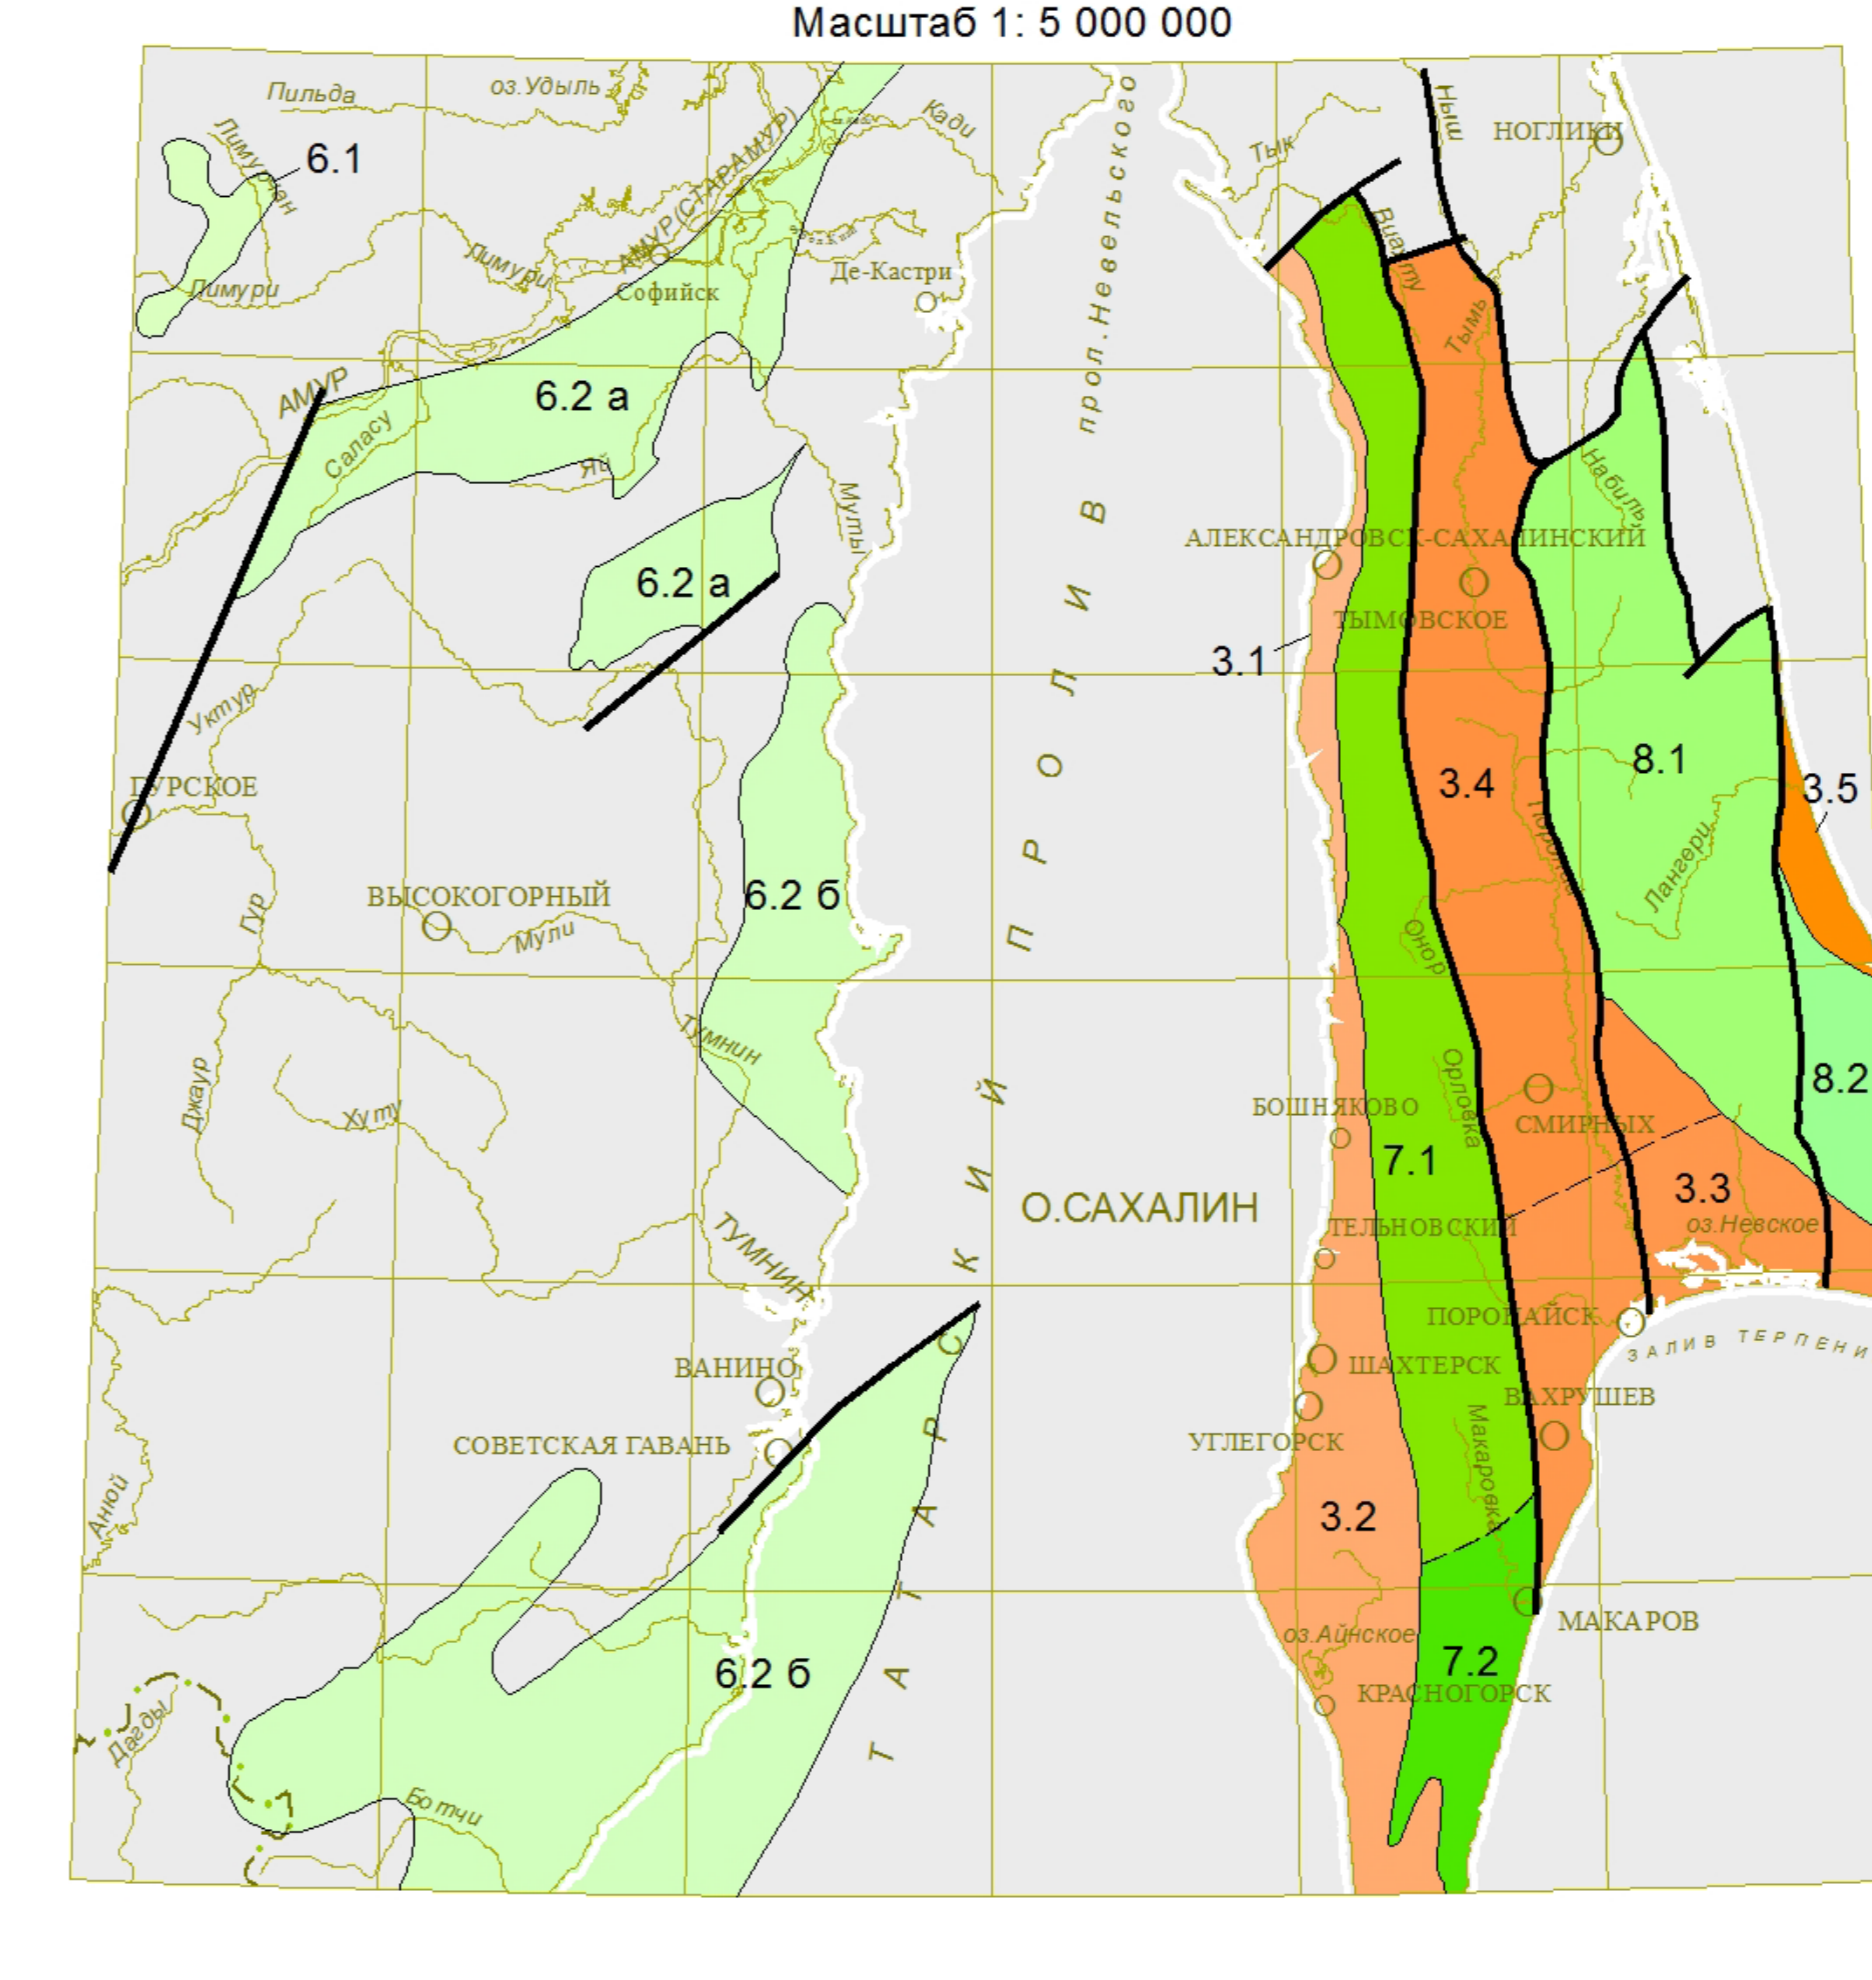 Масштаб 1: 5 000 000
Пильда
оз.Удыль
Кади
Тык
Ныш
НОГЛИКИ
Лимурчан
6.1
АМУР(СТАРАМУР)
Лимури
Лимури
Софийск
Де-Кастри
прол.Невельского
Виахту
Тымь
АМУР
Саласу
6.2 а
Яй
Мулы
Набиль
АЛЕКСАНДРОВСК-САХАЛИНСКИЙ
6.2 а
ТЫМОВСКОЕ
3.1
Уктур
ГУРСКОЕ
3.4
8.1
3.5
Поронай
Лангери
ВЫСОКОГОРНЫЙ
Гур
Мули
6.2 б
Онор
Тумнин
Джаур
Хуту
Орловка
8.2
БОШНЯКОВО
СМИРНЫХ
7.1
3.3
О.САХАЛИН
ТЕЛЬНОВСКИЙ
оз.Невское
ТУМНИН
ПОРОНАЙСК
ЗАЛИВ ТЕРПЕНИ
ВАНИНО
ШАХТЕРСК
ВАХРУШЕВ
СОВЕТСКАЯ ГАВАНЬ
УГЛЕГОРСК
Макаровка
Анюй
3.2
ТАТАРСКИЙ ПРОЛИВ
МАКАРОВ
оз.Айнское
6.2 б
7.2
КРАСНОГОРСК
Дагды
Ботчи